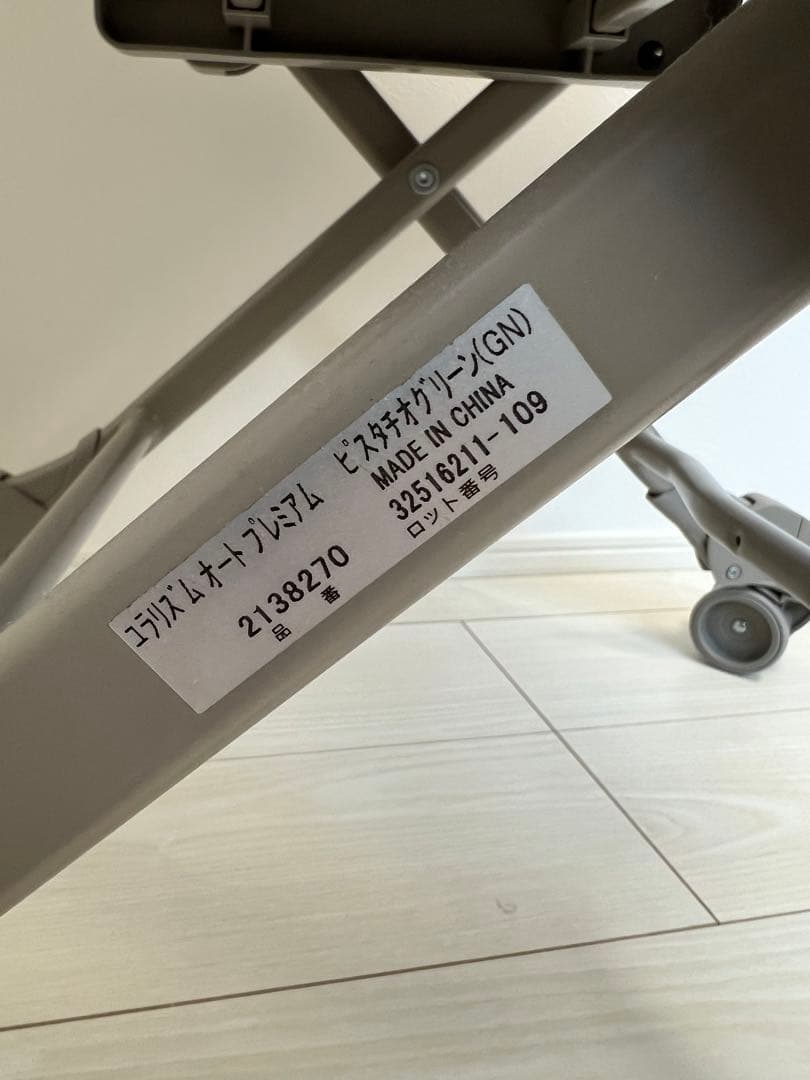 ユラリズム オート プレミアム ピスタチオグリーン(GN)
MADE IN CHINA
2138270 32516211-109
品番 ロット番号